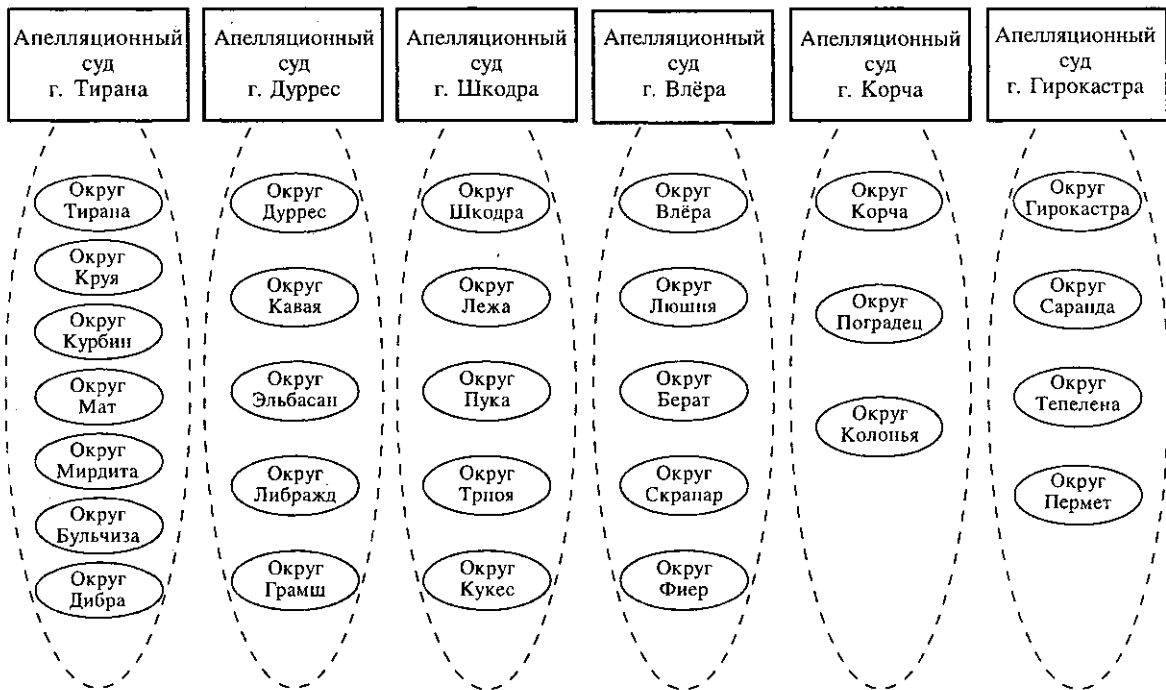 Апелляционный
суд
г. Тирана
Округ
Тирана
Округ
Круя
Округ
Курбин
Округ
Мат
Округ
Мирдита
Округ
Бульчиза
Округ
Дибра
Апелляционный
суд
г. Дуррес
Округ
Дуррес
Округ
Кавая
Округ
Эльбасан
Округ
Либражд
Округ
Грамш
Апелляционный
суд
г. Шкодра
Округ
Шкодра
Округ
Лежа
Округ
Пука
Округ
Трпоя
Округ
Кукес
Апелляционный
суд
г. Влёра
Округ
Влёра
Округ
Люшня
Округ
Берат
Округ
Скрапар
Округ
Фиер
Апелляционный
суд
г. Корча
Округ
Корча
Округ
Поградец
Округ
Колонья
Апелляционный
суд
г. Гирокастра
Округ
Гирокастра
Округ
Саранда
Округ
Тепелена
Округ
Пермет